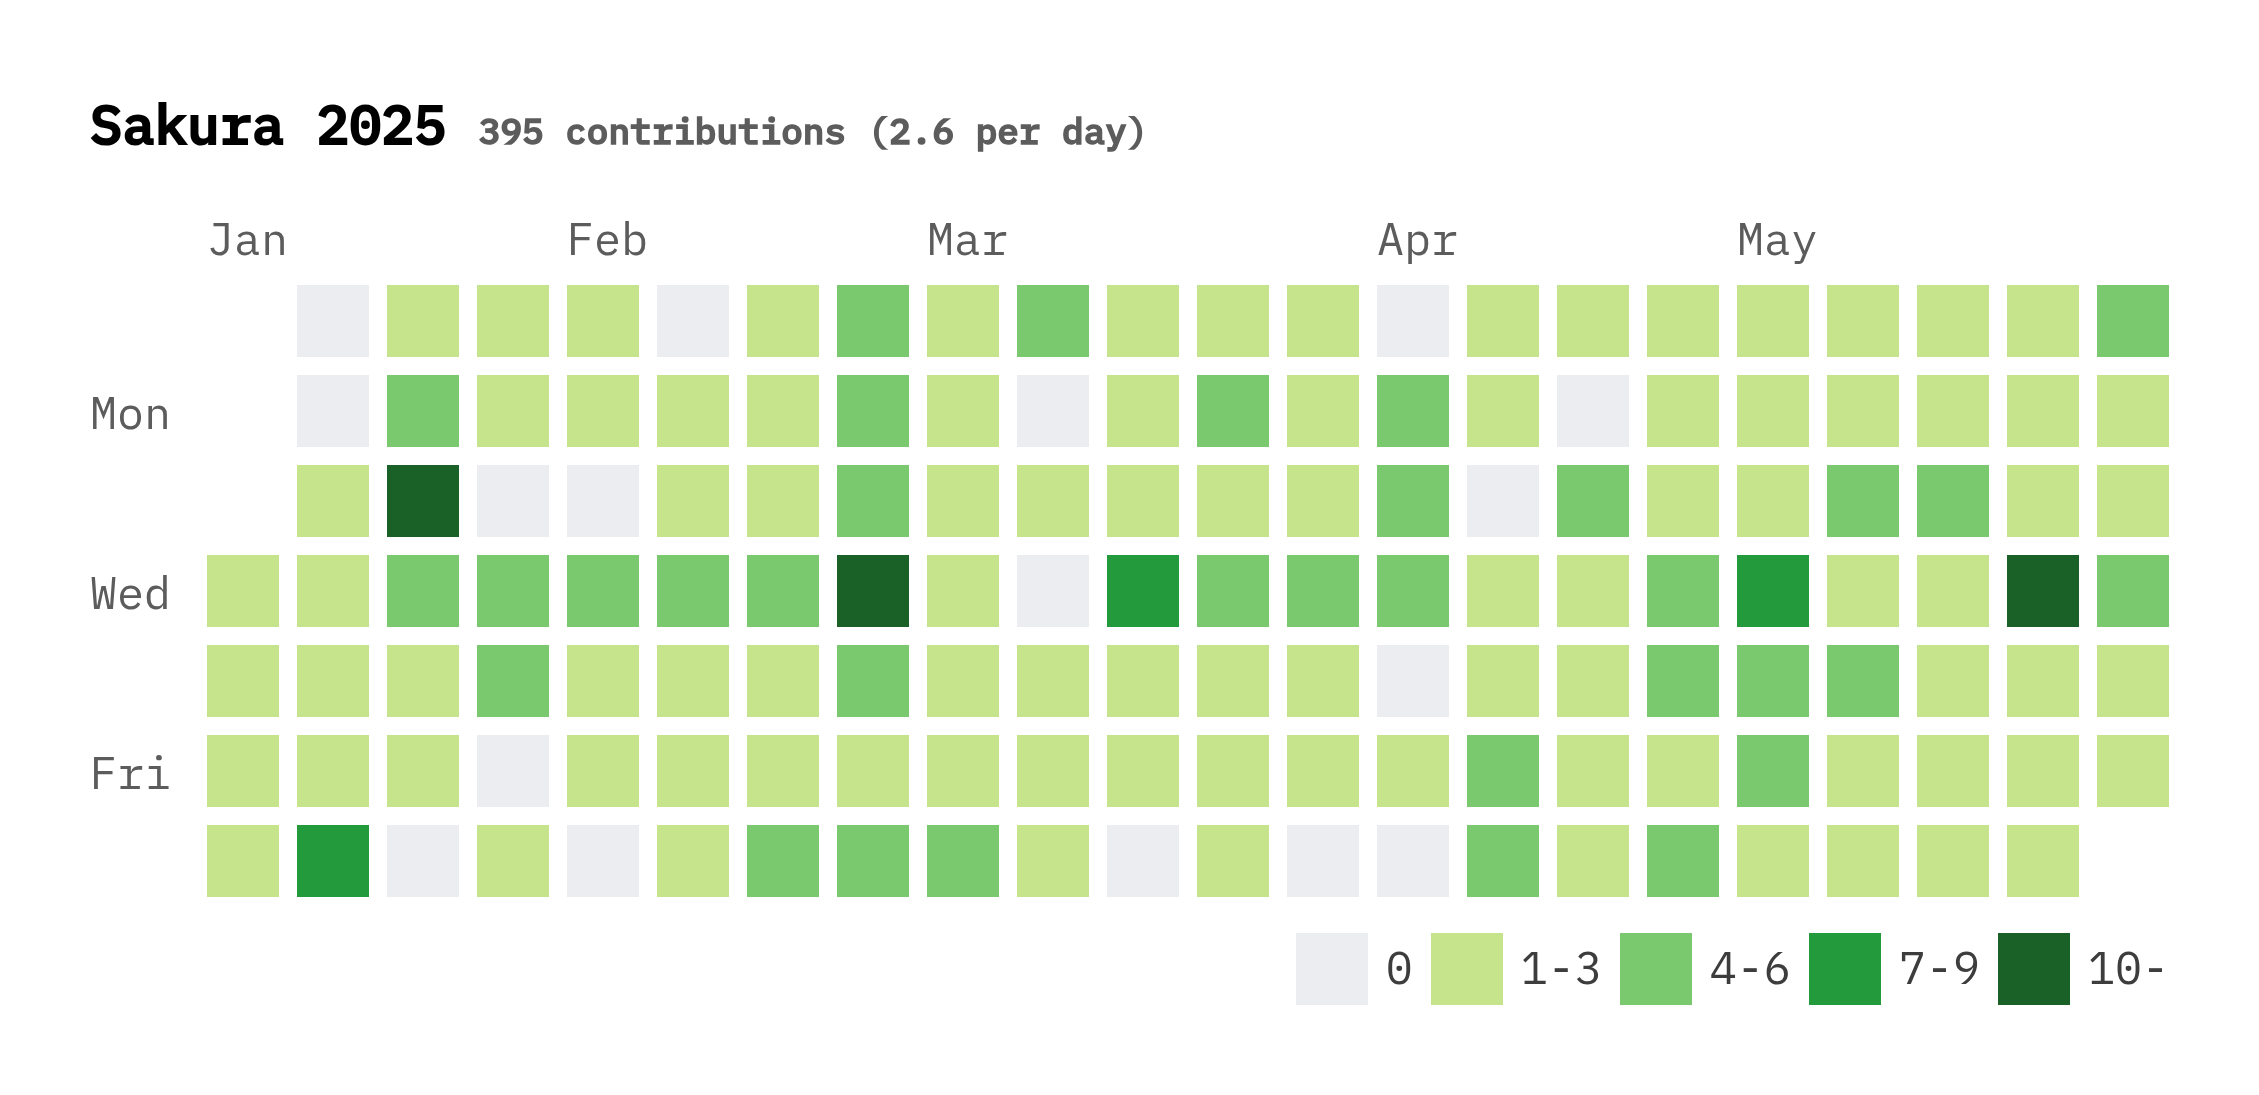 Sakura 2025 395 contributions (2.6 per day)
Jan Feb Mar Apr May
Mon
Wed
Fri
0 1-3 4-6 7-9 10-